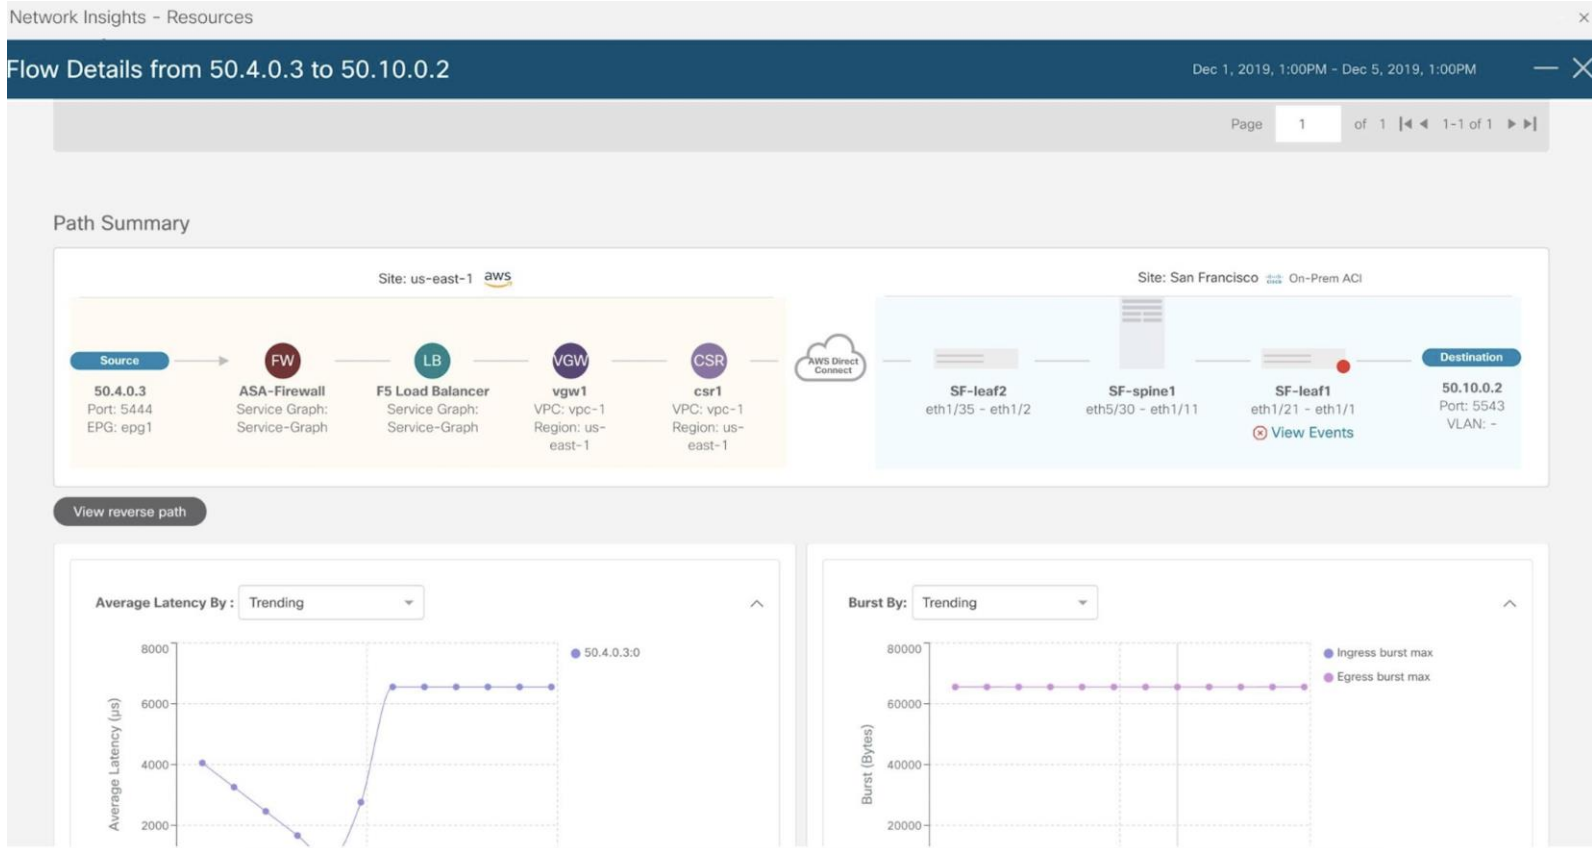 Network Insights - Resources
Flow Details from 50.4.0.3 to 50.10.0.2
Dec 1, 2019, 1:00PM - Dec 5, 2019, 1:00PM
Page 1 of 1 1-1 of 1
Path Summary
Site: us-east-1 aws
Site: San Francisco cisco On-Prem ACI
Source
FW
LB
VGW
CSR
AWS Direct
Connect
Destination
50.4.0.3
Port: 5444
EPG: epg1
ASA-Firewall
Service Graph:
Service-Graph
F5 Load Balancer
Service Graph:
Service-Graph
vgw1
VPC: vpc-1
Region: us-
east-1
csr1
VPC: vpc-1
Region: us-
east-1
SF-leaf2
eth1/35 - eth1/2
SF-spine1
eth5/30 - eth1/11
SF-leaf1
eth1/21 - eth1/1
View Events
50.10.0.2
Port: 5543
VLAN: -
View reverse path
Average Latency By : Trending
8000
6000
4000
2000
Average Latency (μs)
50.4.0.3:0
Burst By: Trending
80000
60000
40000
20000
Burst (Bytes)
Ingress burst max
Egress burst max